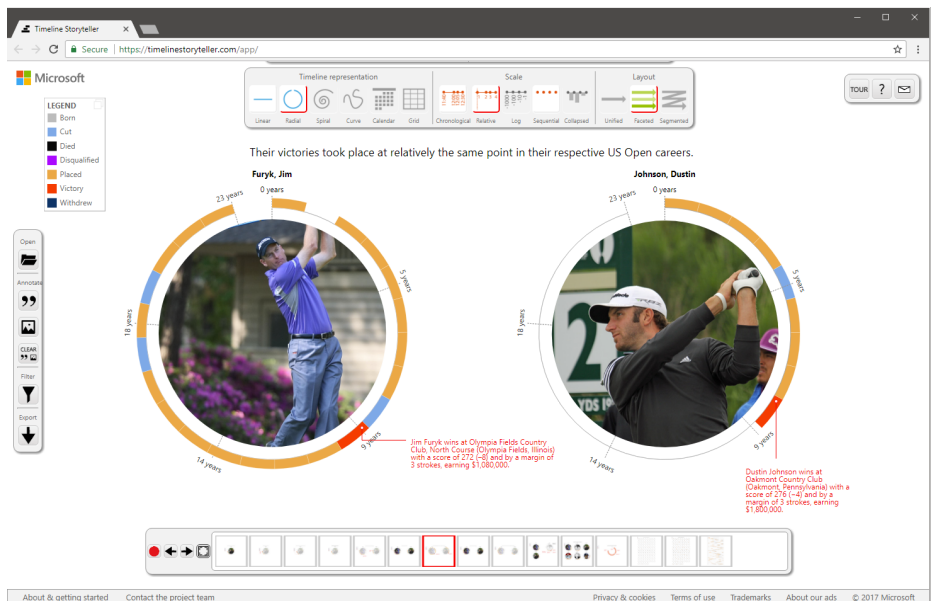 Timeline Storyteller
Secure
https://timelinestoryteller.com/app/
Microsoft
Timeline representation
Scale
Layout
Linear
Radial
Spiral
Curve
Calendar
Grid
Chronological
Relative
Log
Sequential
Collapsed
Unified
Faceted
Segmented
TOUR
?
LEGEND
Born
Cut
Died
Disqualified
Placed
Victory
Withdrew
Their victories took place at relatively the same point in their respective US Open careers.
Furyk, Jim
0 years
5 years
9 years
14 years
18 years
23 years
Jim Furyk wins at Olympia Fields Country
Club, North Course (Olympia Fields, Illinois)
with a score of 272 (−8) and by a margin of
3 strokes, earning $1,080,000.
Johnson, Dustin
0 years
5 years
9 years
14 years
18 years
23 years
2
YDS
Dustin Johnson wins at
Oakmont Country Club
(Oakmont, Pennsylvania) with a
score of 276 (−4) and by a
margin of 3 strokes, earning
$1,800,000.
Open
Annotate
CLEAR
Filter
Export
About & getting started
Contact the project team
Privacy & cookies
Terms of use
Trademarks
About our ads
© 2017 Microsoft